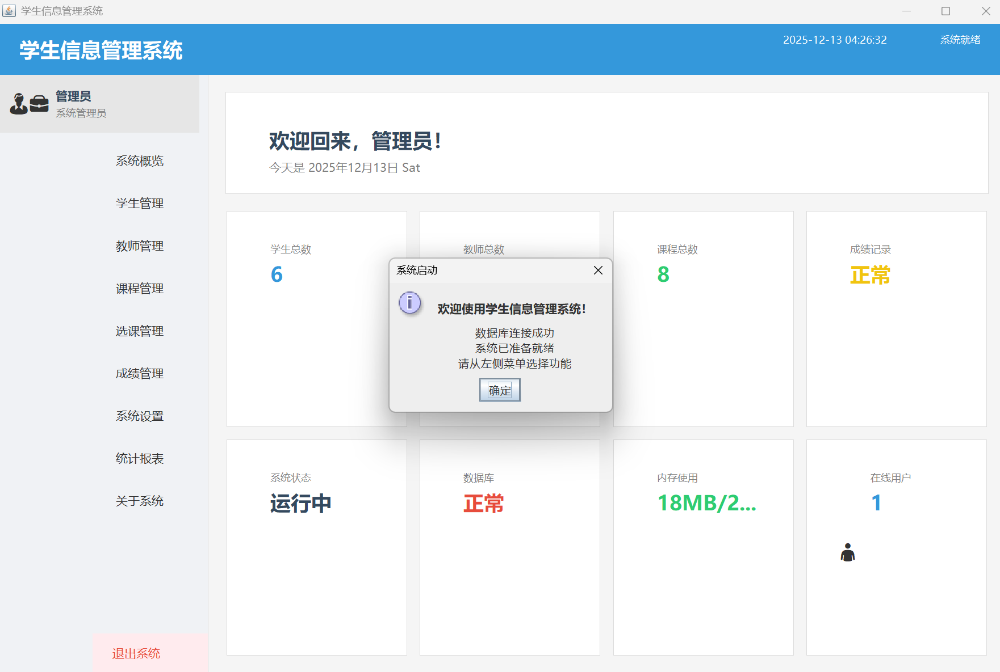 学生信息管理系统
学生信息管理系统
2025-12-13 04:26:32
系统就绪
管理员
系统管理员
系统概览
学生管理
教师管理
课程管理
选课管理
成绩管理
系统设置
统计报表
关于系统
退出系统
欢迎回来，管理员！
今天是 2025年12月13日 Sat
学生总数
6
教师总数
课程总数
8
成绩记录
正常
系统启动
欢迎使用学生信息管理系统！
数据库连接成功
系统已准备就绪
请从左侧菜单选择功能
确定
系统状态
运行中
数据库
正常
内存使用
18MB/2...
在线用户
1